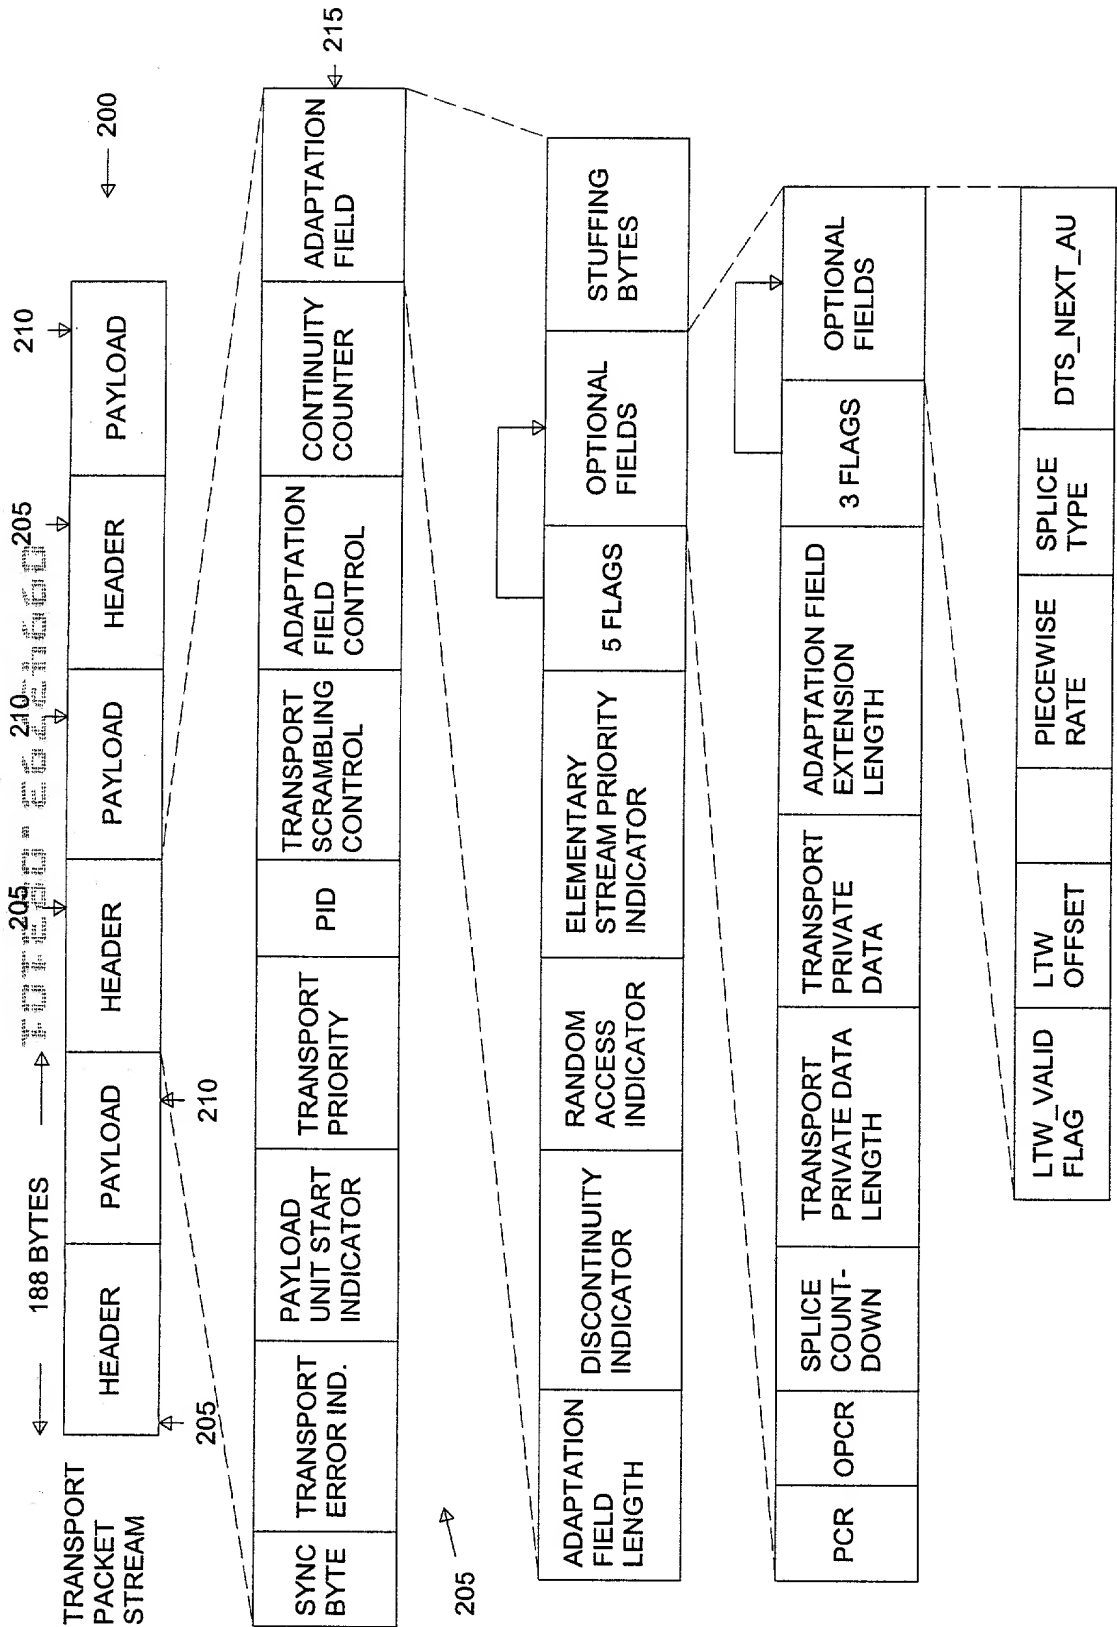 TRANSPORT
PACKET
STREAM
188 BYTES
HEADER
PAYLOAD
HEADER
PAYLOAD
HEADER
PAYLOAD
205
210
205
210
205
210
200
SYNC
BYTE
TRANSPORT
ERROR IND.
PAYLOAD
UNIT START
INDICATOR
TRANSPORT
PRIORITY
PID
TRANSPORT
SCRAMBLING
CONTROL
ADAPTATION
FIELD
CONTROL
CONTINUITY
COUNTER
ADAPTATION
FIELD
215
205
ADAPTATION
FIELD
LENGTH
DISCONTINUITY
INDICATOR
RANDOM
ACCESS
INDICATOR
ELEMENTARY
STREAM PRIORITY
INDICATOR
5 FLAGS
OPTIONAL
FIELDS
STUFFING
BYTES
PCR
OPCR
SPLICE
COUNT-
DOWN
TRANSPORT
PRIVATE DATA
LENGTH
TRANSPORT
PRIVATE
DATA
ADAPTATION FIELD
EXTENSION
LENGTH
3 FLAGS
OPTIONAL
FIELDS
LTW_VALID
FLAG
LTW
OFFSET
PIECEWISE
RATE
SPLICE
TYPE
DTS_NEXT_AU